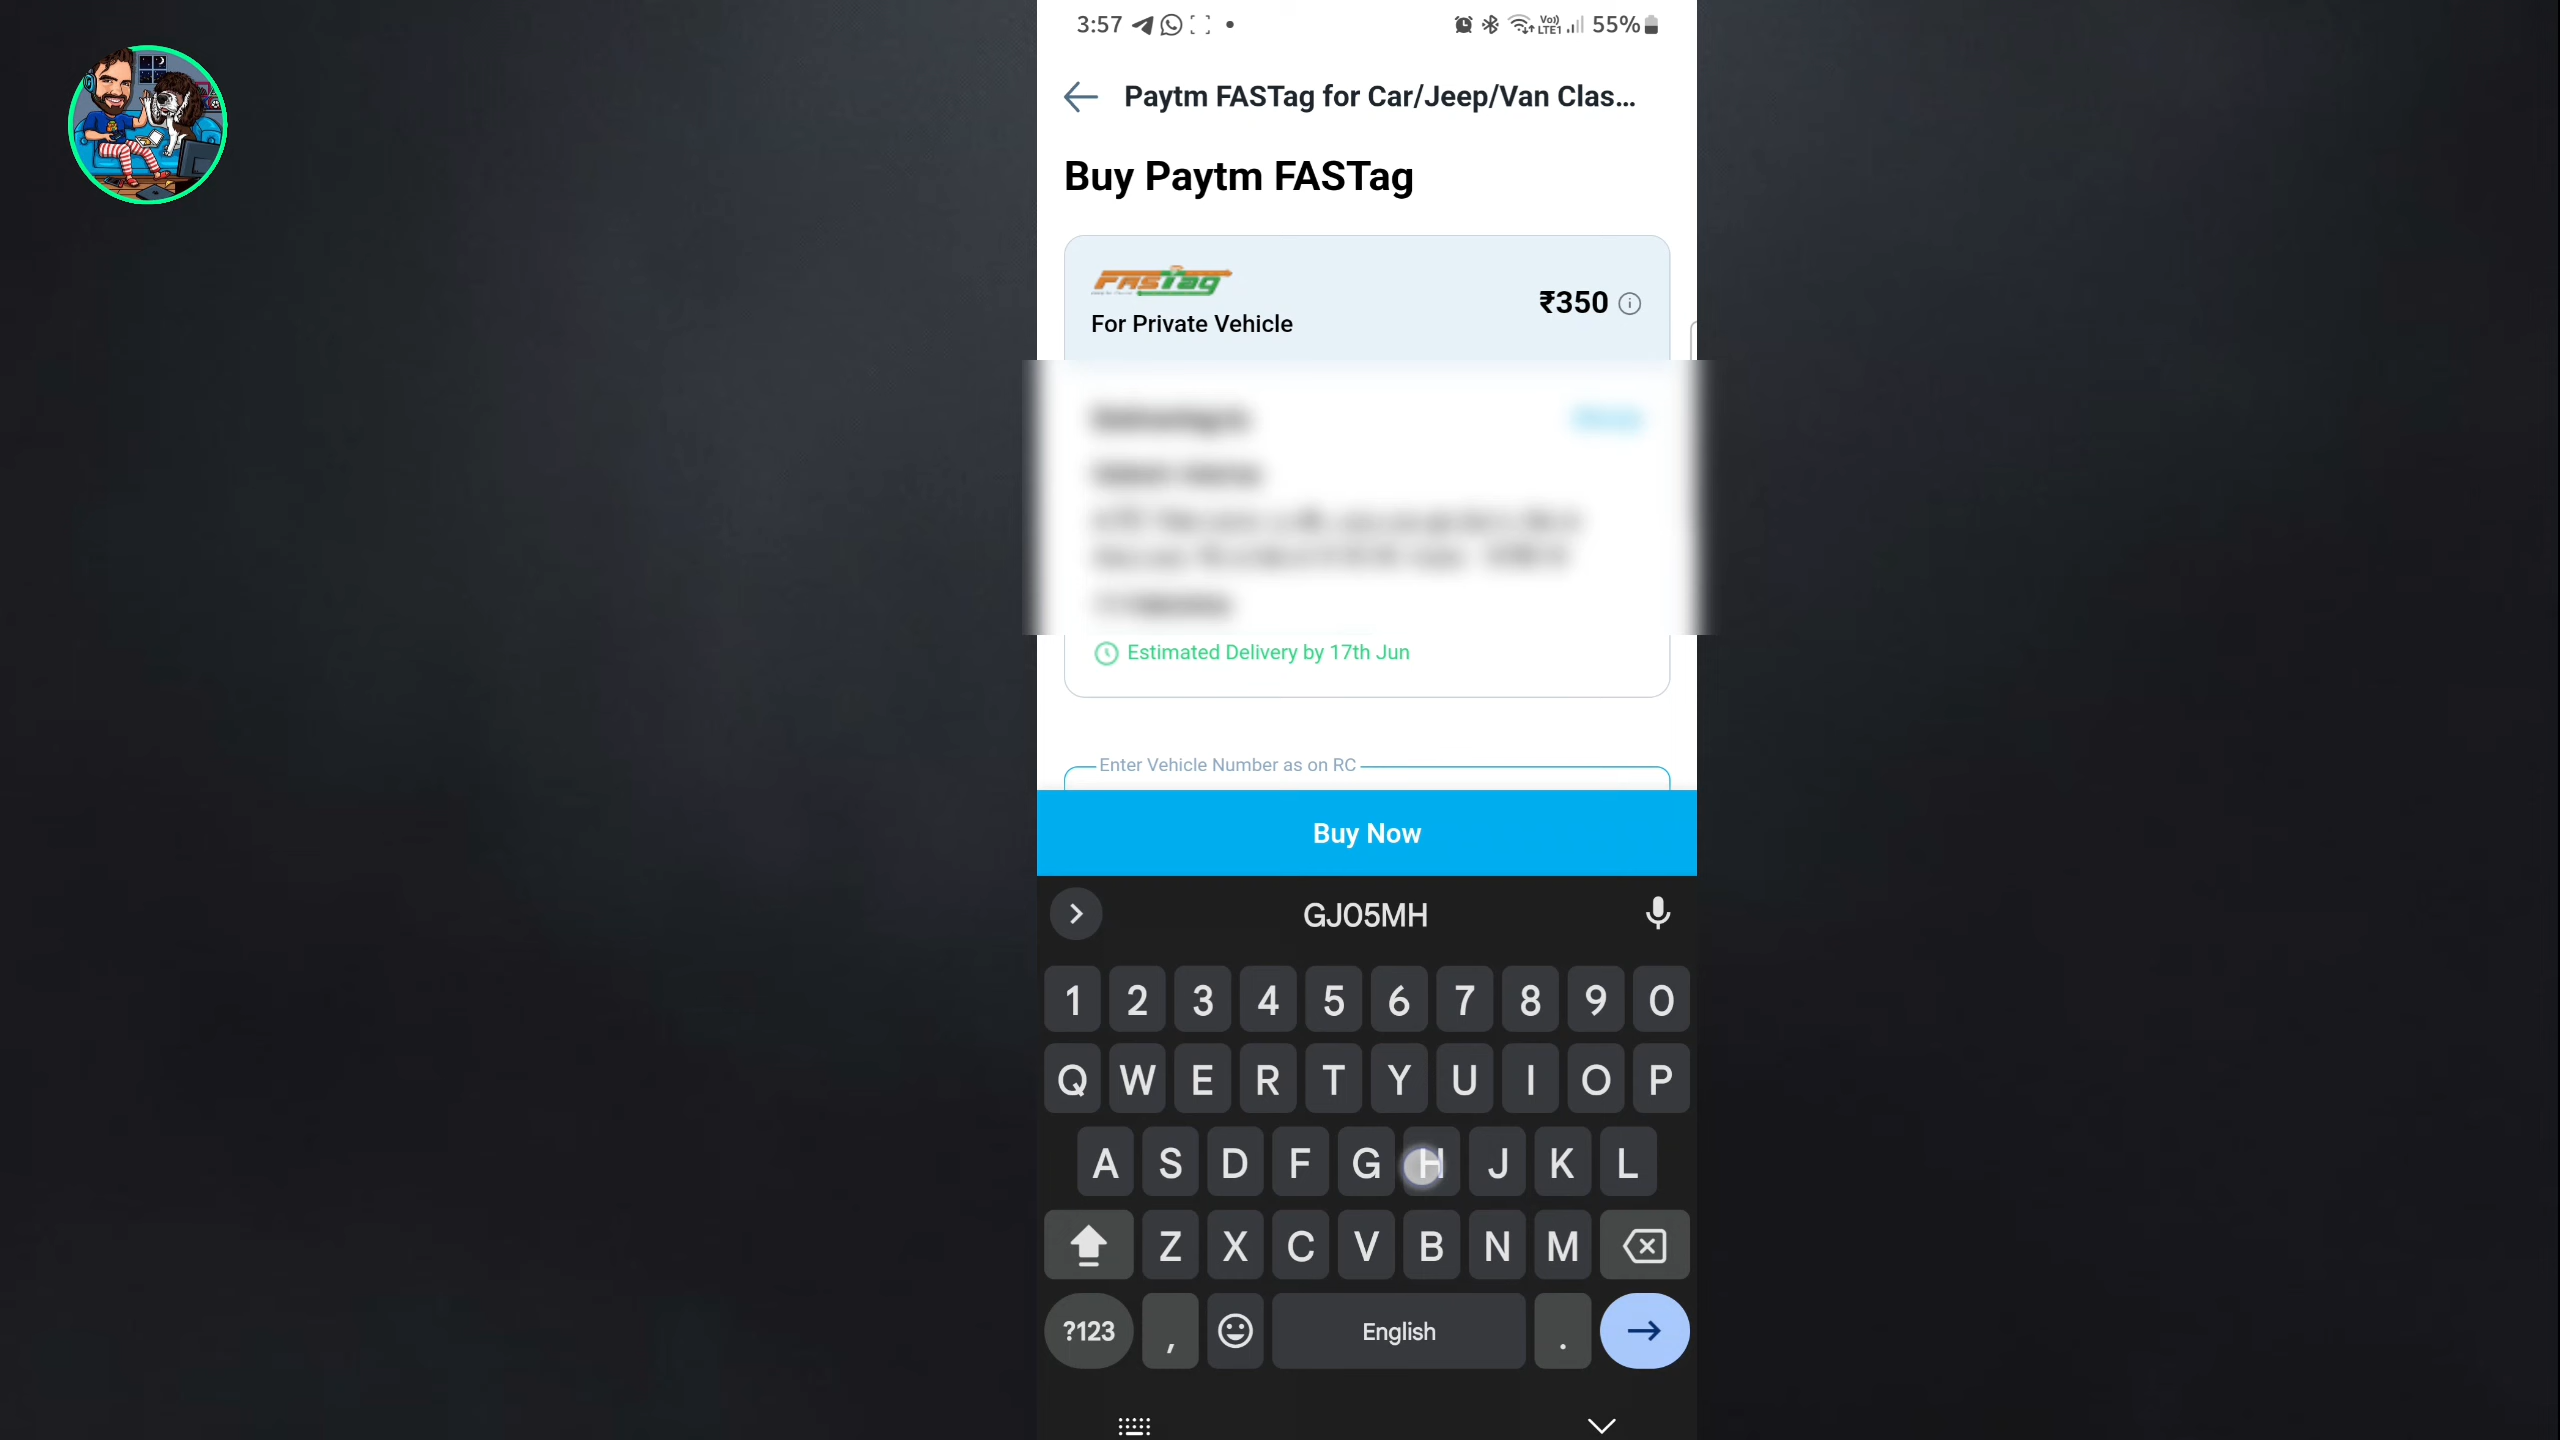 3:57 Vo)) LTE1 55%
Paytm FASTag for Car/Jeep/Van Clas...
Buy Paytm FASTag
FASTag
For Private Vehicle
₹350
Estimated Delivery by 17th Jun
Enter Vehicle Number as on RC
Buy Now
GJ05MH
1 2 3 4 5 6 7 8 9 0
Q W E R T Y U I O P
A S D F G H J K L
Z X C V B N M
?123 , English .